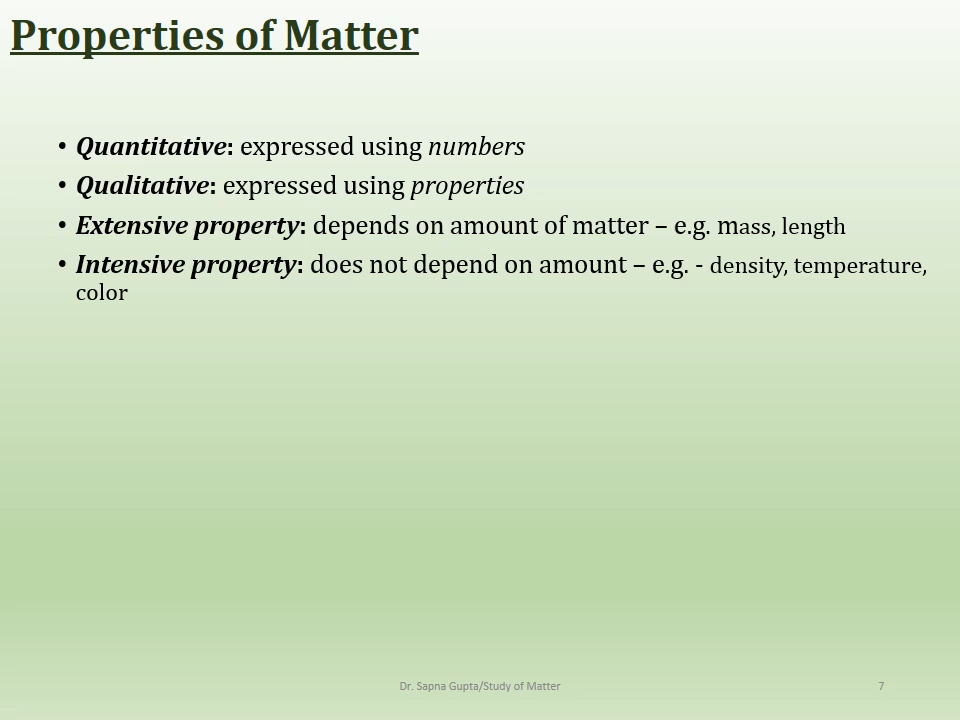 Properties of Matter
• Quantitative: expressed using numbers
• Qualitative: expressed using properties
• Extensive property: depends on amount of matter – e.g. mass, length
• Intensive property: does not depend on amount – e.g. - density, temperature,
color
Dr. Sapna Gupta/Study of Matter
7